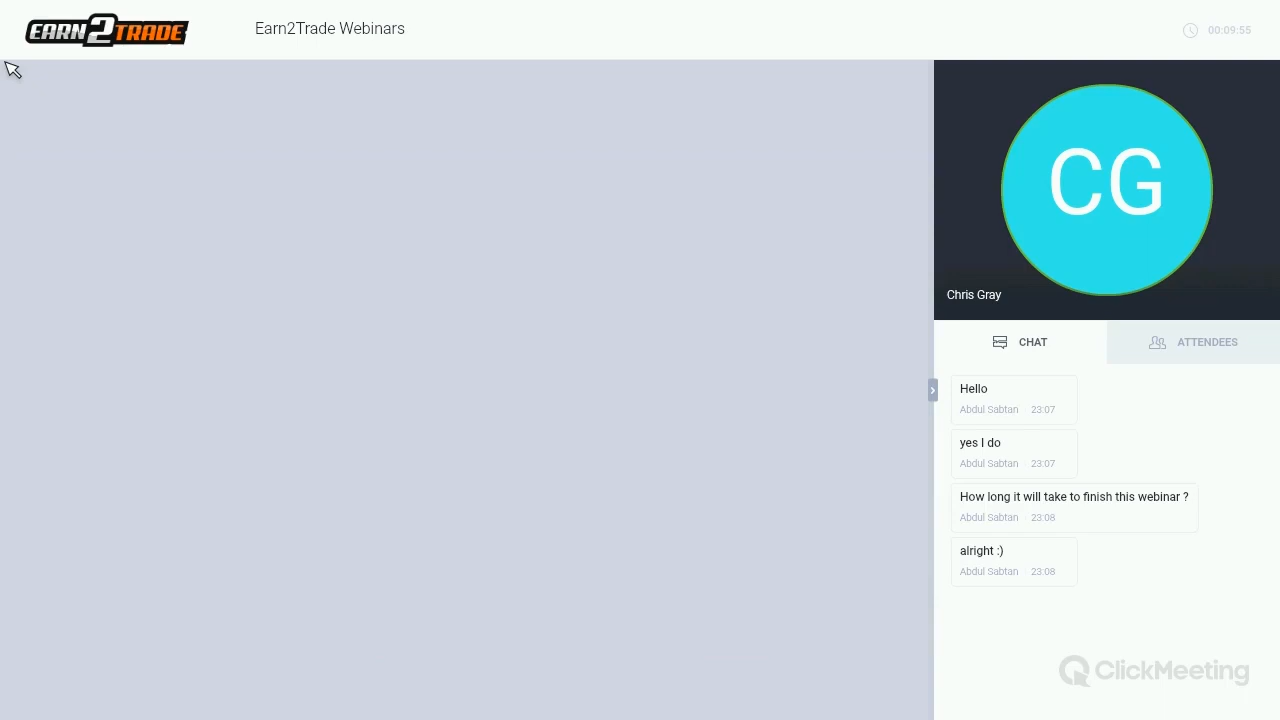 EARN2TRADE
Earn2Trade Webinars
00:09:55
CG
Chris Gray
CHAT
ATTENDEES
Hello
Abdul Sabtan 23:07
yes I do
Abdul Sabtan 23:07
How long it will take to finish this webinar ?
Abdul Sabtan 23:08
alright :)
Abdul Sabtan 23:08
ClickMeeting